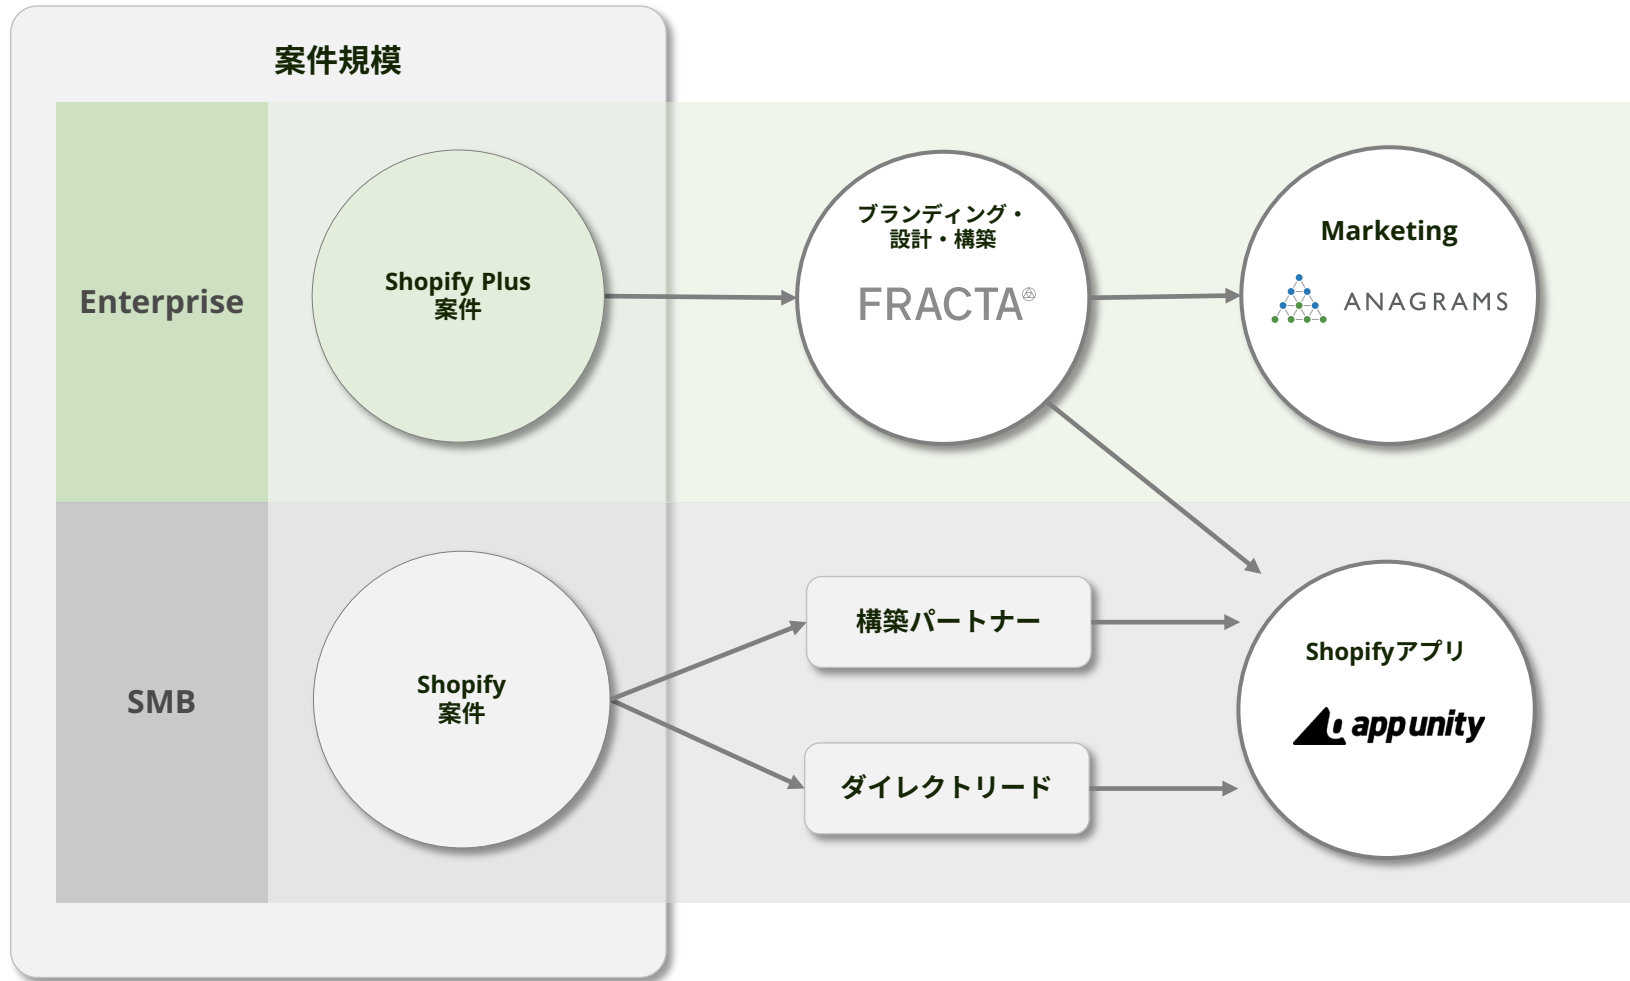 案件規模
Enterprise
Shopify Plus
案件
ブランディング・
設計・構築
FRACTA
Marketing
ANAGRAMS
SMB
Shopify
案件
構築パートナー
ダイレクトリード
Shopifyアプリ
app unity